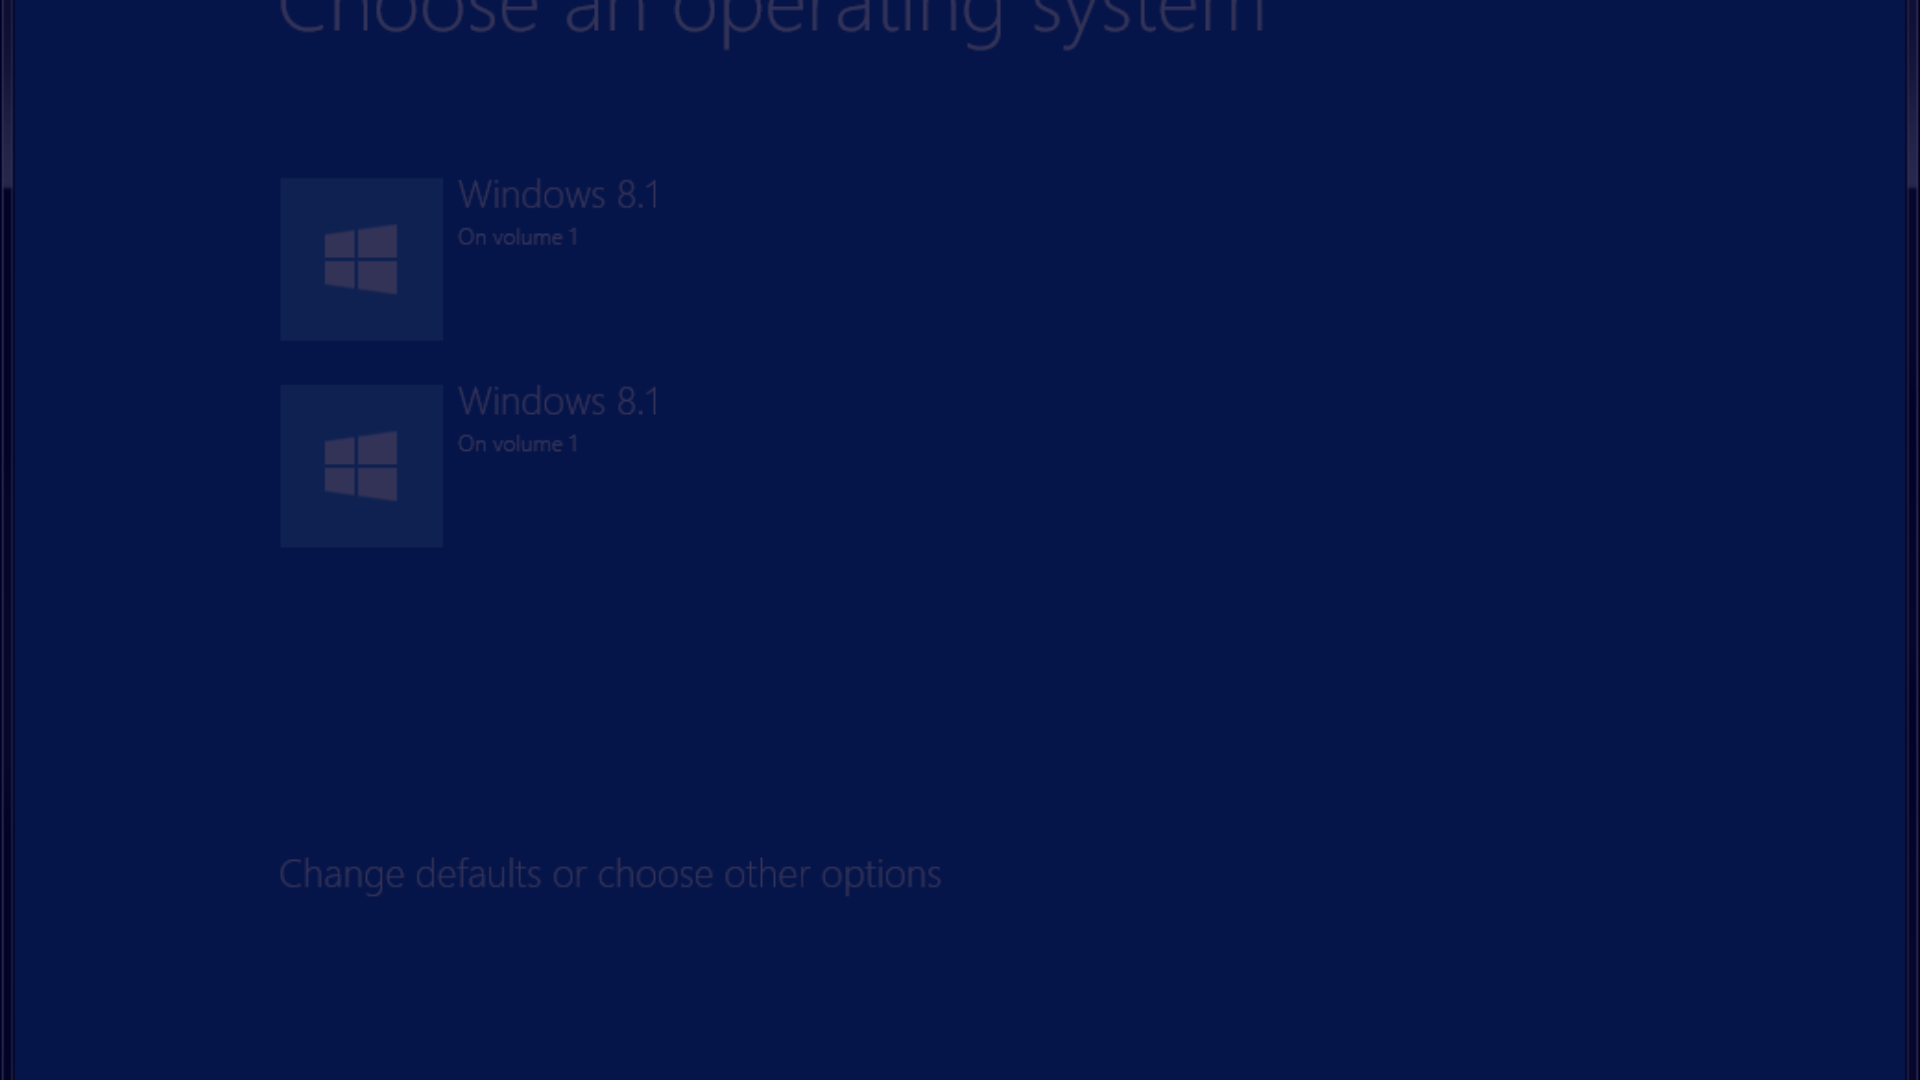 Choose an operating system
Windows 8.1
On volume 1
Windows 8.1
On volume 1
Change defaults or choose other options